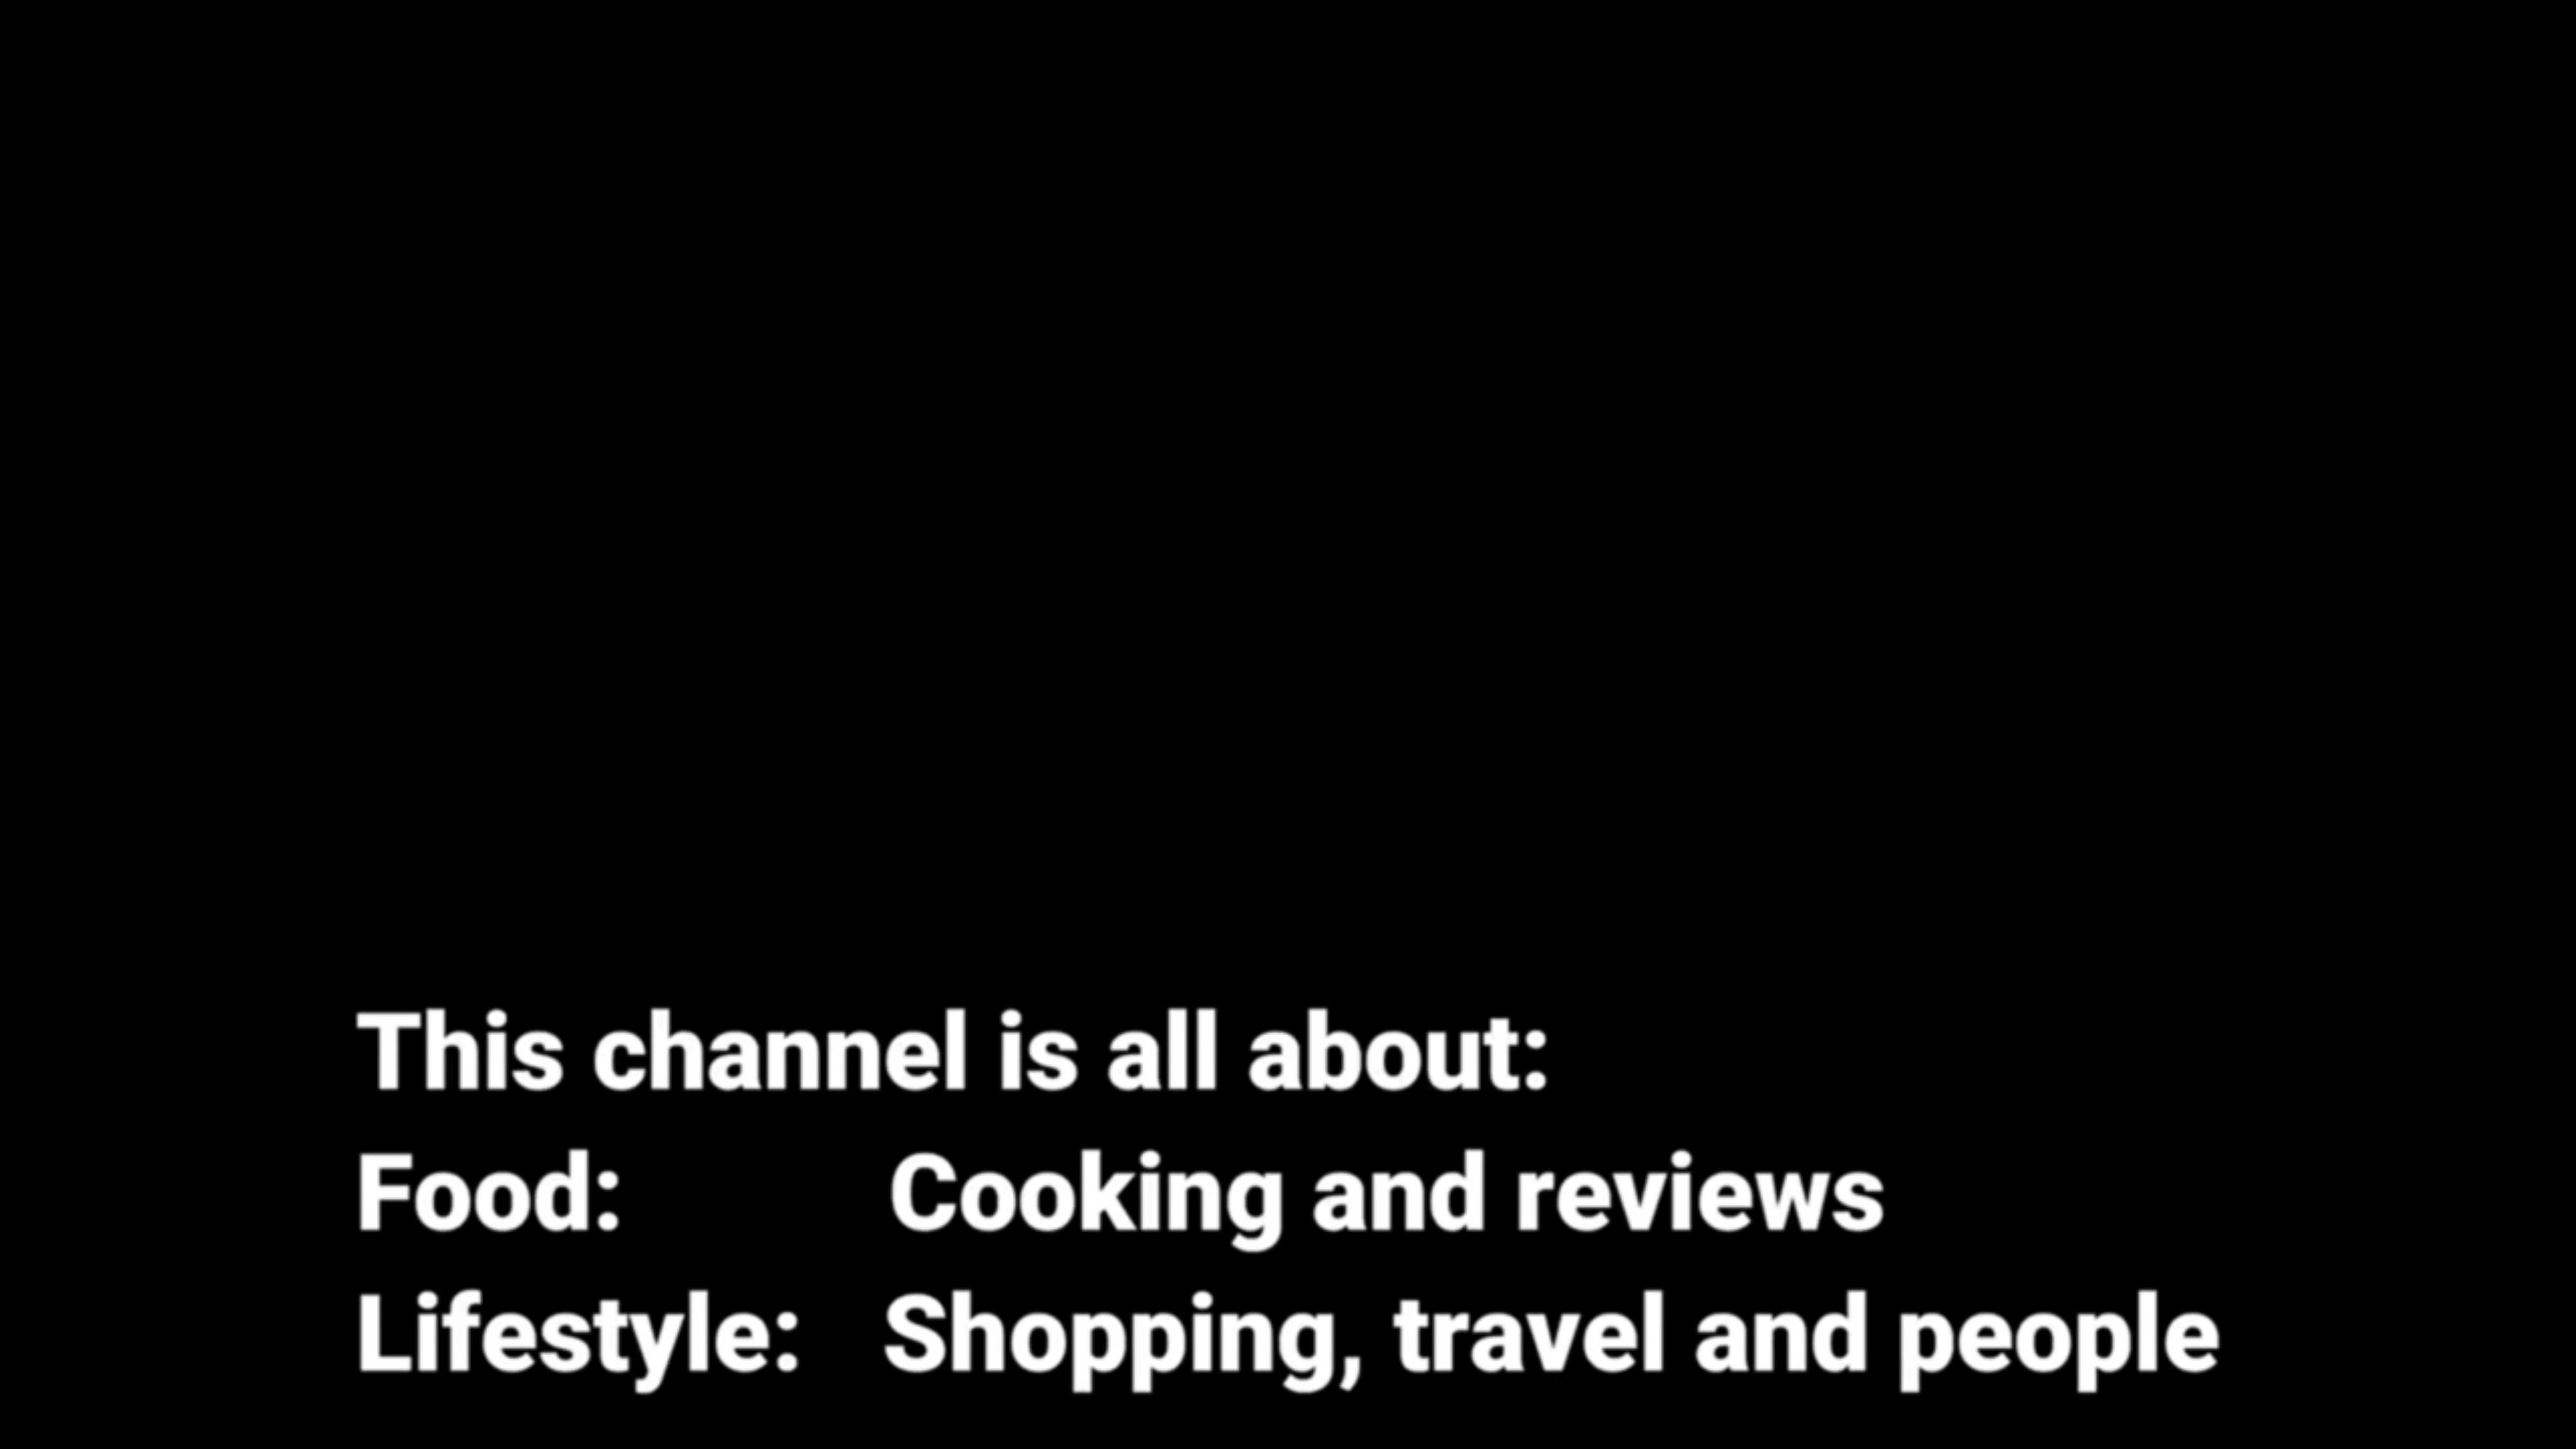 This channel is all about:
Food: Cooking and reviews
Lifestyle: Shopping, travel and people